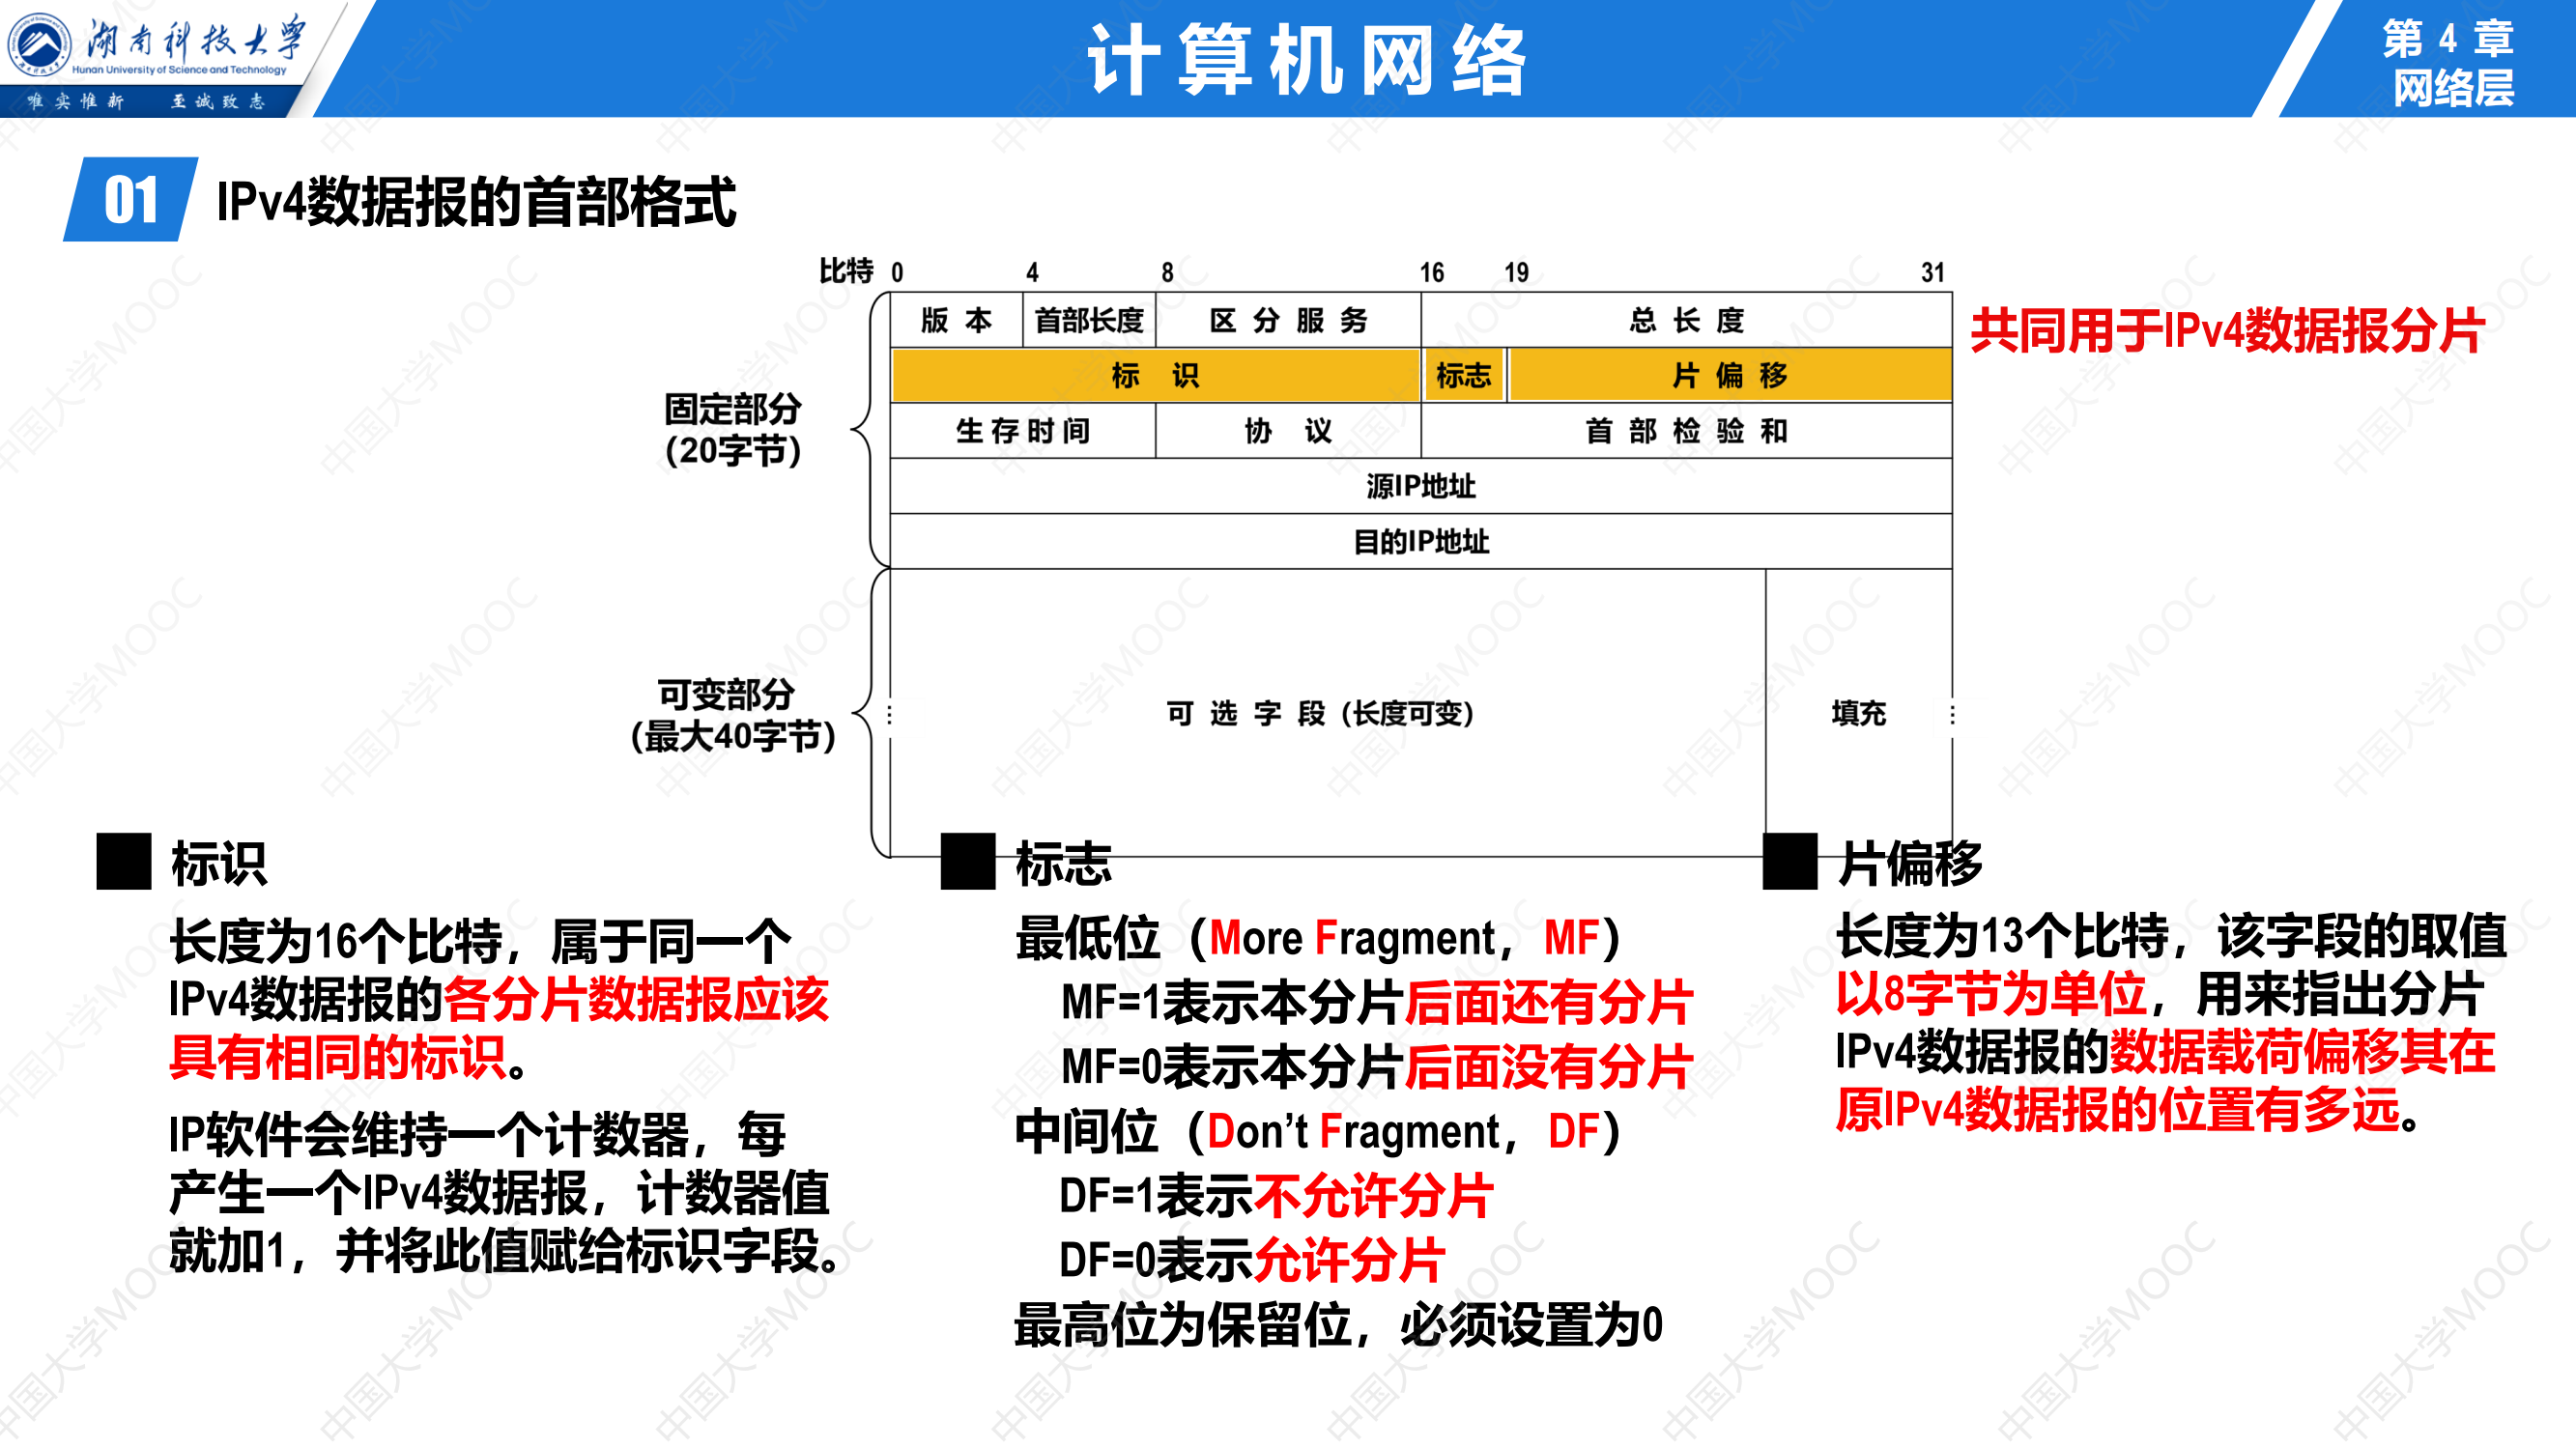 湖南科技大学
Hunan University of Science and Technology
唯实惟新 至诚致志
计算机网络
第 4 章
网络层
01 IPv4数据报的首部格式
比特 0 4 8 16 19 31
版 本 首部长度 区 分 服 务 总 长 度
共同用于IPv4数据报分片
标 识 标志 片 偏 移
固定部分
(20字节)
生 存 时 间 协 议 首 部 检 验 和
源IP地址
目的IP地址
可变部分
(最大40字节)
可 选 字 段 (长度可变) 填充
标识
长度为16个比特，属于同一个
IPv4数据报的各分片数据报应该
具有相同的标识。
IP软件会维持一个计数器，每
产生一个IPv4数据报，计数器值
就加1，并将此值赋给标识字段。
标志
最低位（More Fragment，MF）
MF=1表示本分片后面还有分片
MF=0表示本分片后面没有分片
中间位（Don’t Fragment，DF）
DF=1表示不允许分片
DF=0表示允许分片
最高位为保留位，必须设置为0
片偏移
长度为13个比特，该字段的取值
以8字节为单位，用来指出分片
IPv4数据报的数据载荷偏移其在
原IPv4数据报的位置有多远。
中国大学MOOC